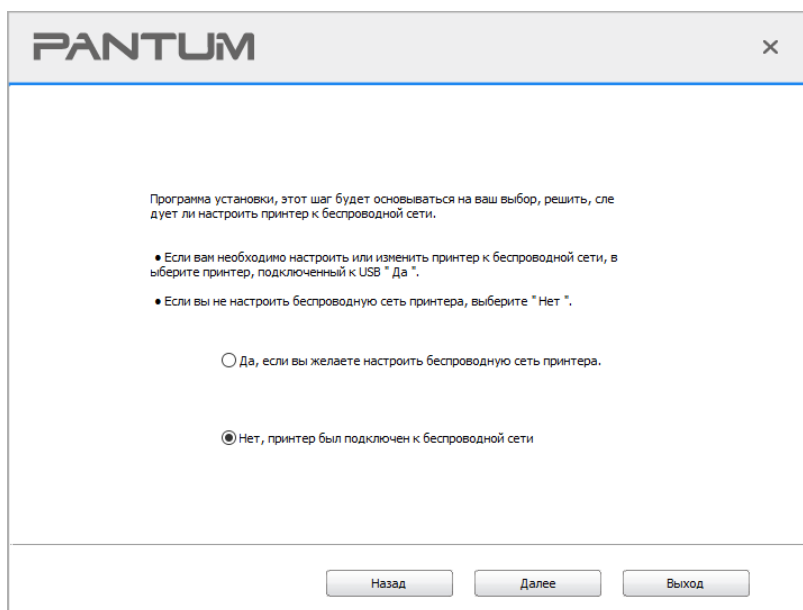 PANTUM
Программа установки, этот шаг будет основываться на ваш выбор, решить, сле
дует ли настроить принтер к беспроводной сети.
● Если вам необходимо настроить или изменить принтер к беспроводной сети, в
ыберите принтер, подключенный к USB " Да ".
● Если вы не настроить беспроводную сеть принтера, выберите " Нет ".
Да, если вы желаете настроить беспроводную сеть принтера.
Нет, принтер был подключен к беспроводной сети
Назад Далее Выход